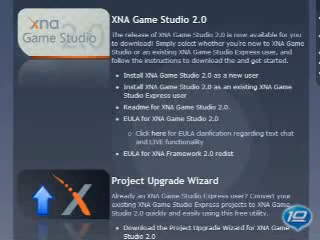 xna
Game Studio 2.0
XNA Game Studio 2.0
The release of XNA Game Studio 2.0 is now available for you
to download! Simply select whether you're new to XNA Game
Studio or an existing XNA Game Studio Express user, and
follow the instructions to download the and get started.
• Install XNA Game Studio 2.0 as a new user
• Install XNA Game Studio 2.0 as an existing XNA Game
Studio Express user
• Readme for XNA Game Studio 2.0.
• EULA for XNA Game Studio 2.0
○ Click here for EULA clarification regarding text chat
and LIVE functionality
• EULA for XNA Framework 2.0 redist
Project Upgrade Wizard
Already an XNA Game Studio Express user? Convert your
existing XNA Game Studio Express projects to XNA Game
Studio 2.0 quickly and easily using this free utility.
• Download the Project Upgrade Wizard for XNA Game
Studio 2.0
10